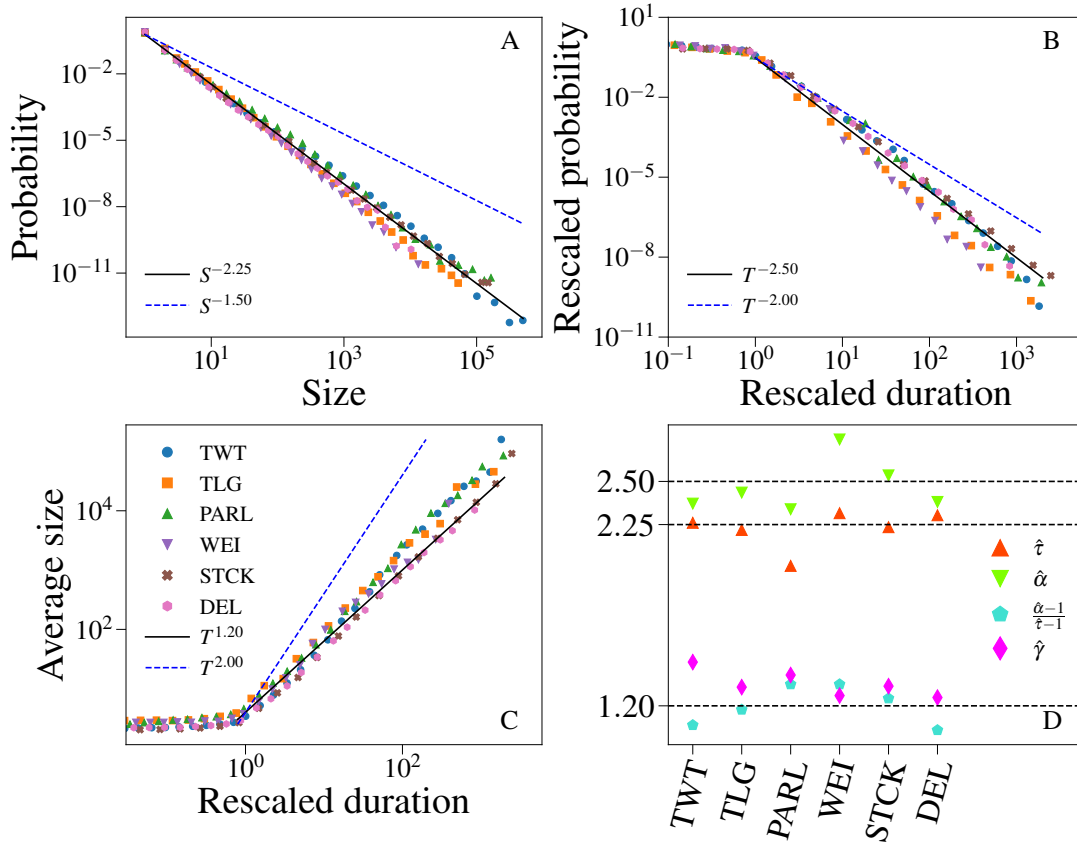 A
Probability
10^{-2}
10^{-5}
10^{-8}
10^{-11}
S^{-2.25}
S^{-1.50}
10^1
10^3
10^5
Size
B
Rescaled probability
10^1
10^{-2}
10^{-5}
10^{-8}
10^{-11}
T^{-2.50}
T^{-2.00}
10^{-1}
10^0
10^1
10^2
10^3
Rescaled duration
C
Average size
10^4
10^2
TWT
TLG
PARL
WEI
STCK
DEL
T^{1.20}
T^{2.00}
10^0
10^2
Rescaled duration
D
2.50
2.25
1.20
τ̂
α̂
α̂−1
τ̂−1
γ̂
TWT
TLG
PARL
WEI
STCK
DEL